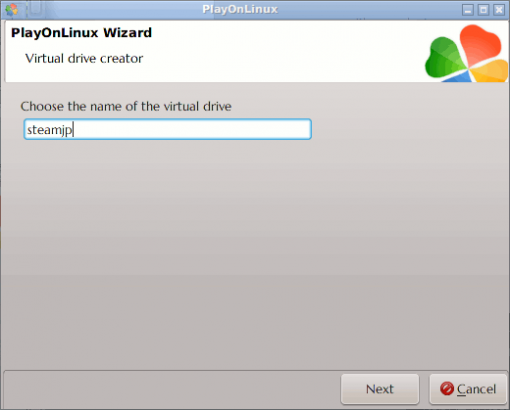 PlayOnLinux
PlayOnLinux Wizard
Virtual drive creator
Choose the name of the virtual drive
steamjp
Next
Cancel